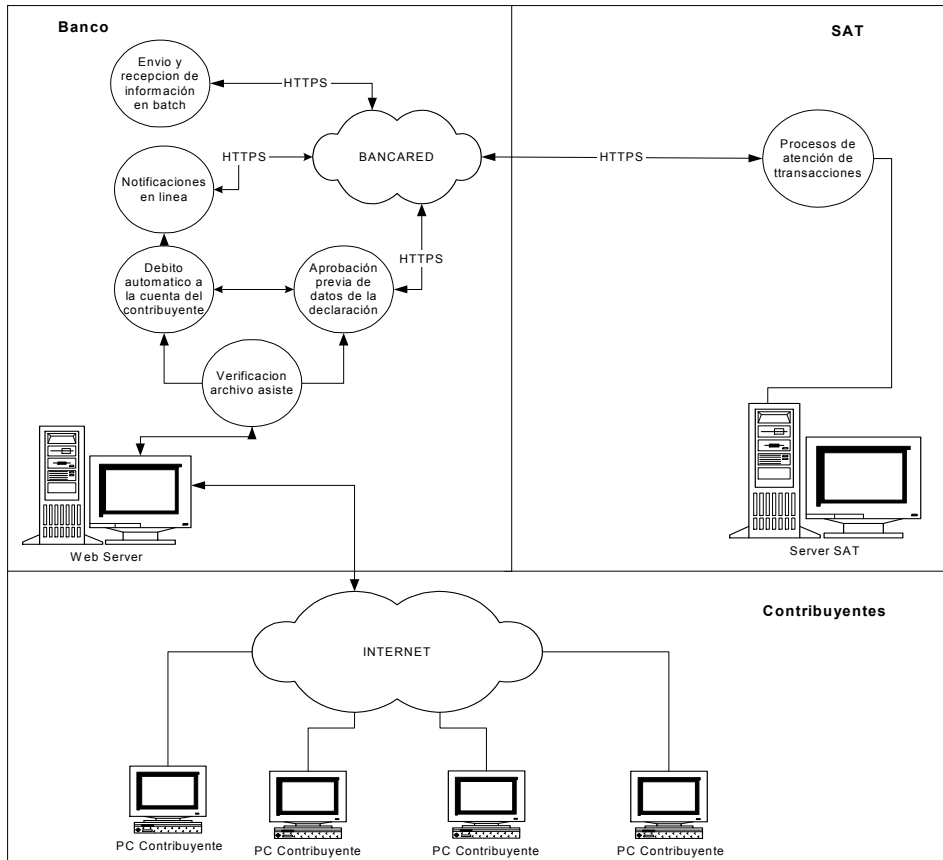 Banco
SAT
Envio y
recepcion de
información
en batch
HTTPS
HTTPS
BANCARED
HTTPS
Procesos de
atención de
ttransacciones
Notificaciones
en linea
HTTPS
Debito
automatico a
la cuenta del
contribuyente
Aprobación
previa de
datos de la
declaración
Verificacion
archivo asiste
Web Server
Server SAT
Contribuyentes
INTERNET
PC Contribuyente
PC Contribuyente
PC Contribuyente
PC Contribuyente